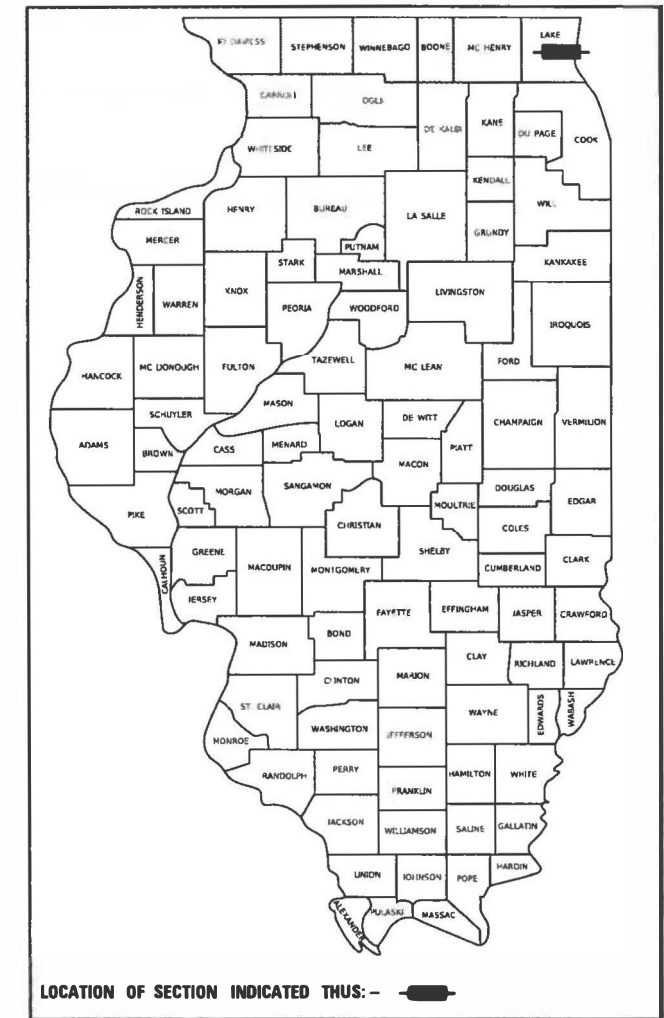 JO DAVIESS STEPHENSON WINNEBAGO BOONE MC HENRY LAKE
CARROLL OGLE DE KALB KANE DU PAGE COOK
WHITESIDE LEE
KENDALL WILL
ROCK ISLAND HENRY BUREAU LA SALLE GRUNDY
MERCER PUTNAM KANKAKEE
STARK MARSHALL
HENDERSON WARREN KNOX PEORIA WOODFORD LIVINGSTON IROQUOIS
HANCOCK MC DONOUGH FULTON TAZEWELL MC LEAN FORD
SCHUYLER MASON LOGAN DE WITT CHAMPAIGN VERMILION
ADAMS BROWN CASS MENARD MACON PIATT
PIKE SCOTT MORGAN SANGAMON MOULTRIE DOUGLAS EDGAR
CHRISTIAN COLES
CALHOUN GREENE MACOUPIN MONTGOMERY SHELBY CUMBERLAND CLARK
JERSEY FAYETTE EFFINGHAM JASPER CRAWFORD
MADISON BOND CLAY RICHLAND LAWRENCE
CLINTON MARION
ST. CLAIR WAYNE EDWARDS WABASH
MONROE WASHINGTON JEFFERSON
RANDOLPH PERRY HAMILTON WHITE
FRANKLIN
JACKSON WILLIAMSON SALINE GALLATIN
UNION JOHNSON POPE HARDIN
ALEXANDER PULASKI MASSAC
LOCATION OF SECTION INDICATED THUS: –